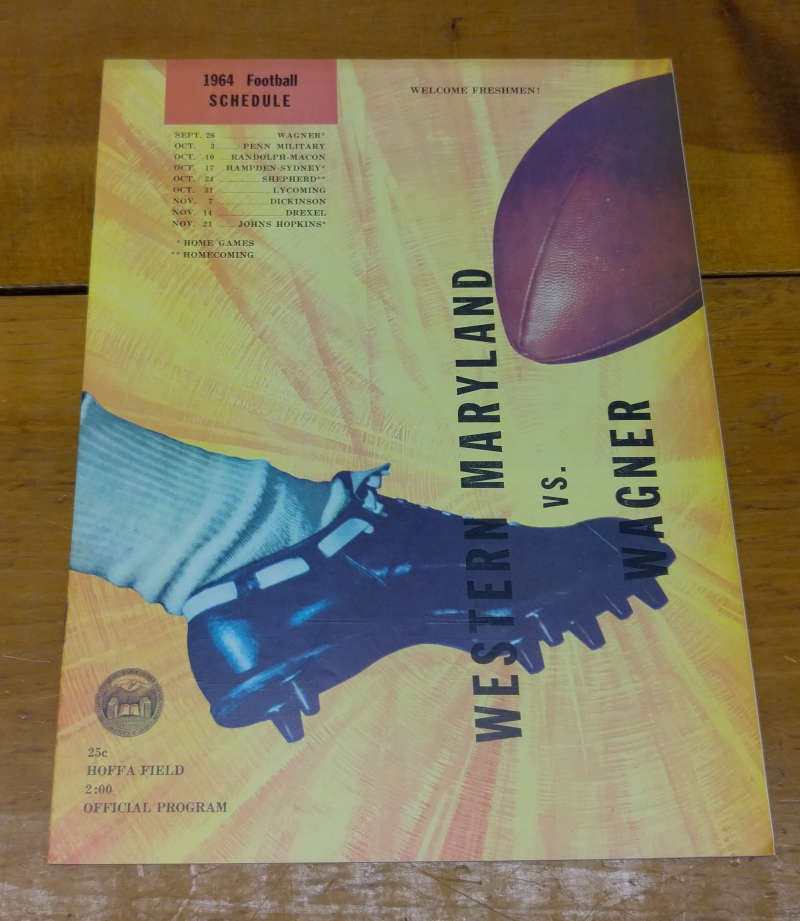 1964 Football
SCHEDULE
WELCOME FRESHMEN!
SEPT. 26 WAGNER*
OCT. 3 PENN MILITARY
OCT. 10 RANDOLPH-MACON
OCT. 17 HAMPDEN-SYDNEY*
OCT. 24 SHEPHERD**
OCT. 31 LYCOMING
NOV. 7 DICKINSON
NOV. 14 DREXEL
NOV. 21 JOHNS HOPKINS*
* HOME GAMES
** HOMECOMING
WESTERN MARYLAND
VS.
WAGNER
25c
HOFFA FIELD
2:00
OFFICIAL PROGRAM